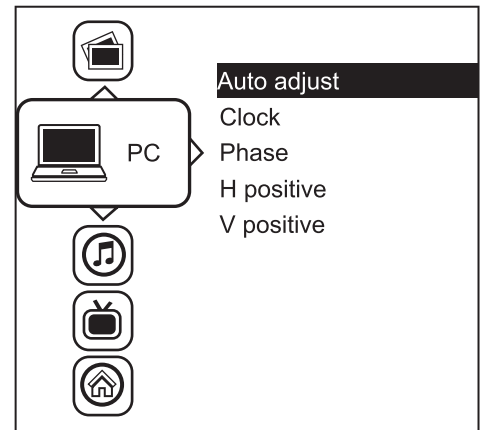 PC
Auto adjust
Clock
Phase
H positive
V positive